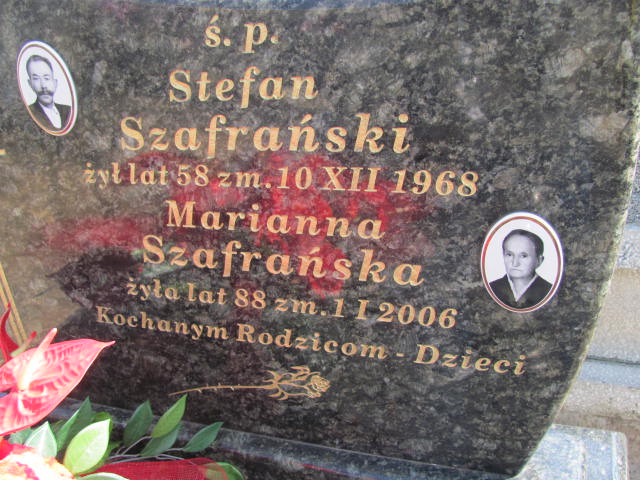 ś. p.
Stefan
Szafrański
żył lat 58 zm. 10 XII 1968
Marianna
Szafrańska
żyła lat 88 zm. 1 I 2006
Kochanym Rodzicom - Dzieci